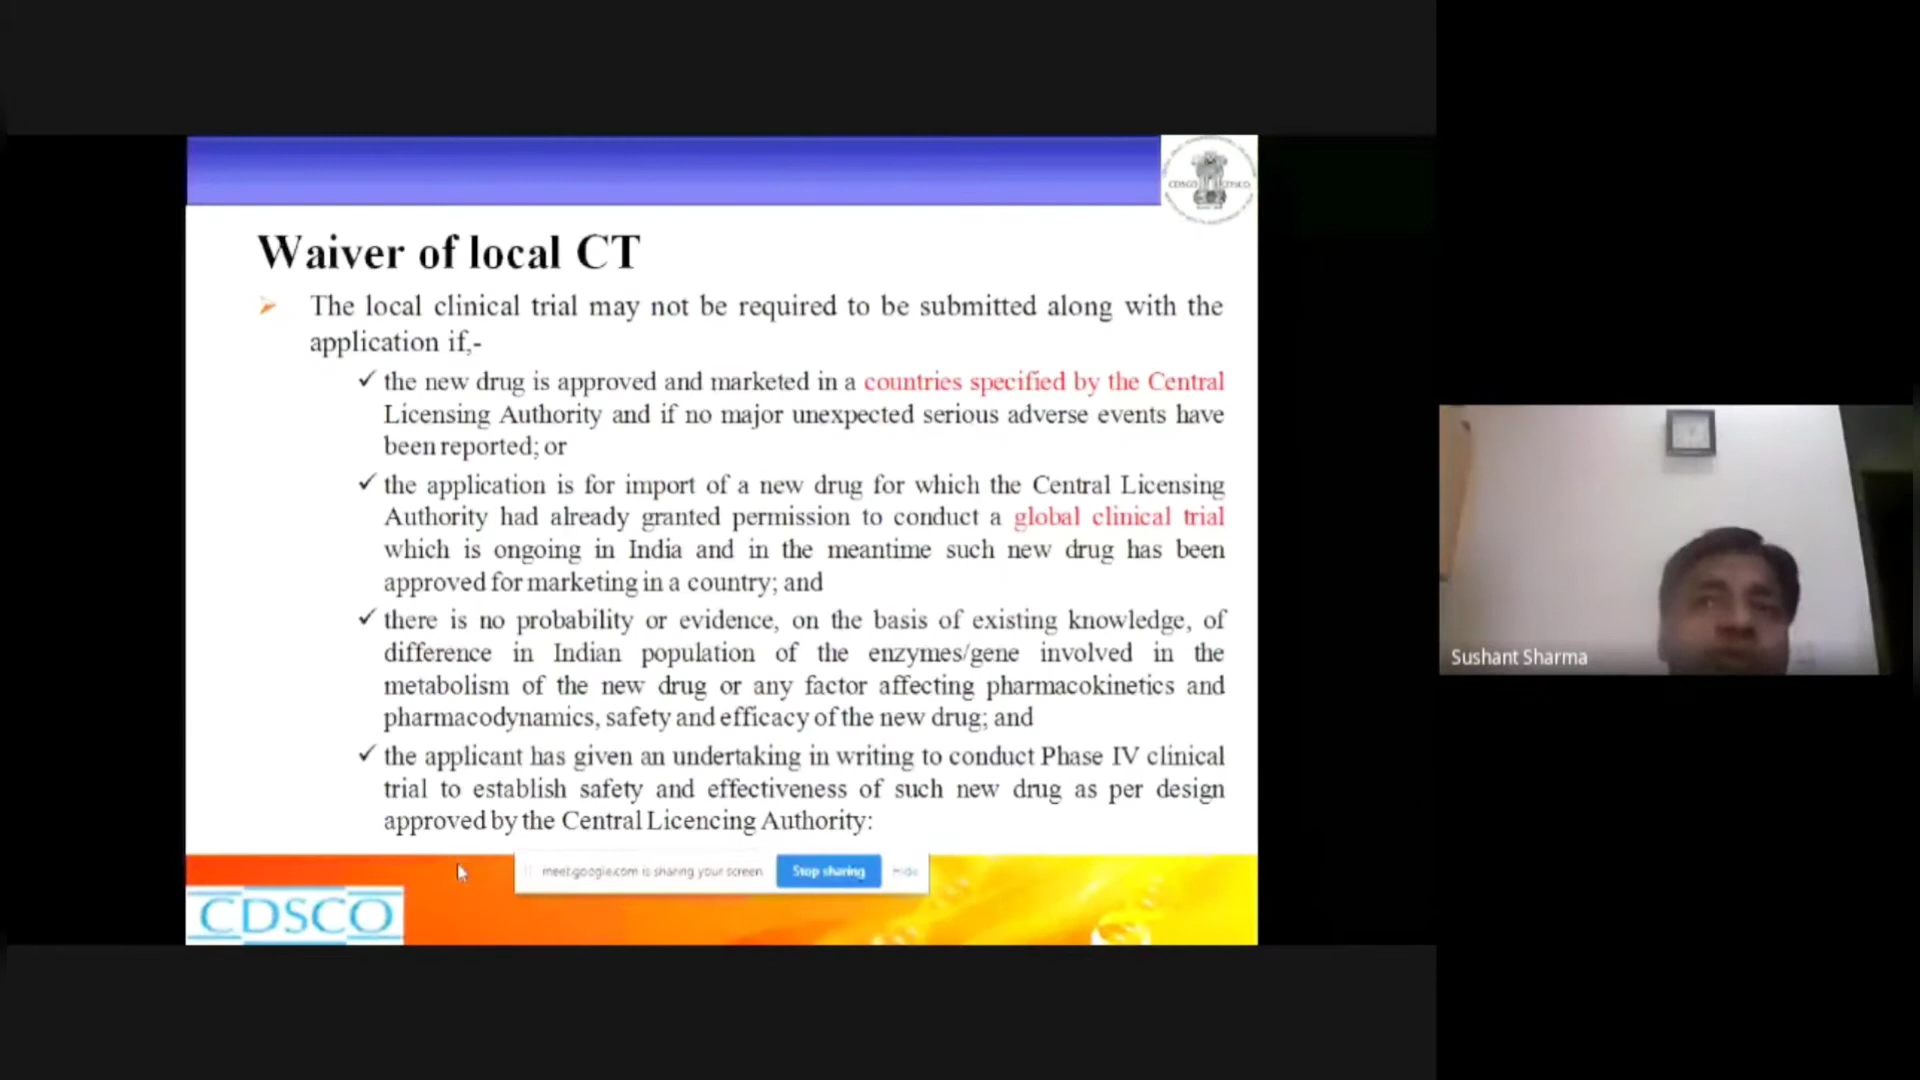 CDSCO CDSCO
Waiver of local CT
The local clinical trial may not be required to be submitted along with the
application if,-
the new drug is approved and marketed in a countries specified by the Central
Licensing Authority and if no major unexpected serious adverse events have
been reported; or
the application is for import of a new drug for which the Central Licensing
Authority had already granted permission to conduct a global clinical trial
which is ongoing in India and in the meantime such new drug has been
approved for marketing in a country; and
there is no probability or evidence, on the basis of existing knowledge, of
difference in Indian population of the enzymes/gene involved in the
metabolism of the new drug or any factor affecting pharmacokinetics and
pharmacodynamics, safety and efficacy of the new drug; and
the applicant has given an undertaking in writing to conduct Phase IV clinical
trial to establish safety and effectiveness of such new drug as per design
approved by the Central Licencing Authority:
meet.google.com is sharing your screen
Stop sharing
Hide
CDSCO
Sushant Sharma